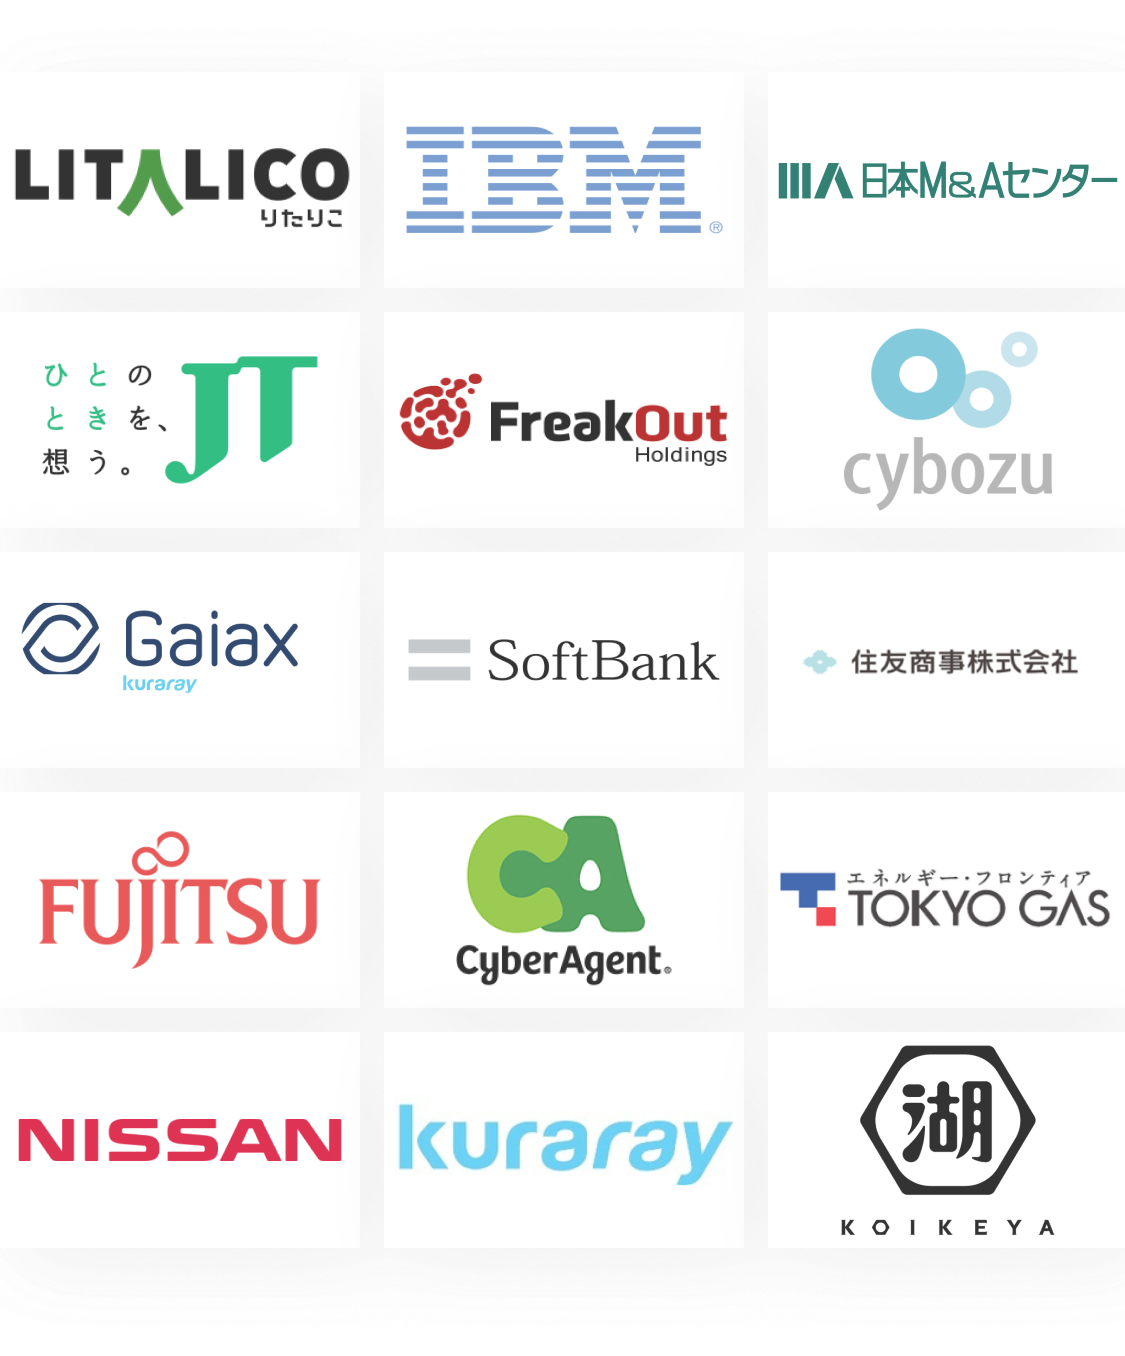 LITALICO
りたりこ
IBM®
日本M&Aセンター
ひとの
ときを、
想う。
JT
FreakOut
Holdings
cybozu
Gaiax
kuraray
SoftBank
住友商事株式会社
FUJITSU
CA
CyberAgent®
エネルギー・フロンティア
TOKYO GAS
NISSAN
kuraray
湖
KOIKEYA